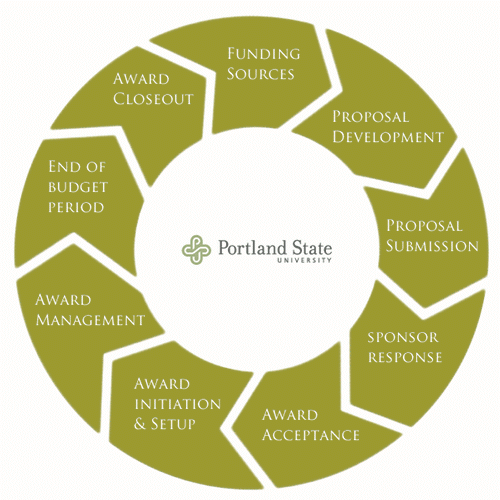 FUNDING
SOURCES
PROPOSAL
DEVELOPMENT
PROPOSAL
SUBMISSION
SPONSOR
RESPONSE
AWARD
ACCEPTANCE
AWARD
INITIATION
& SETUP
AWARD
MANAGEMENT
END OF
BUDGET
PERIOD
AWARD
CLOSEOUT
Portland State
UNIVERSITY